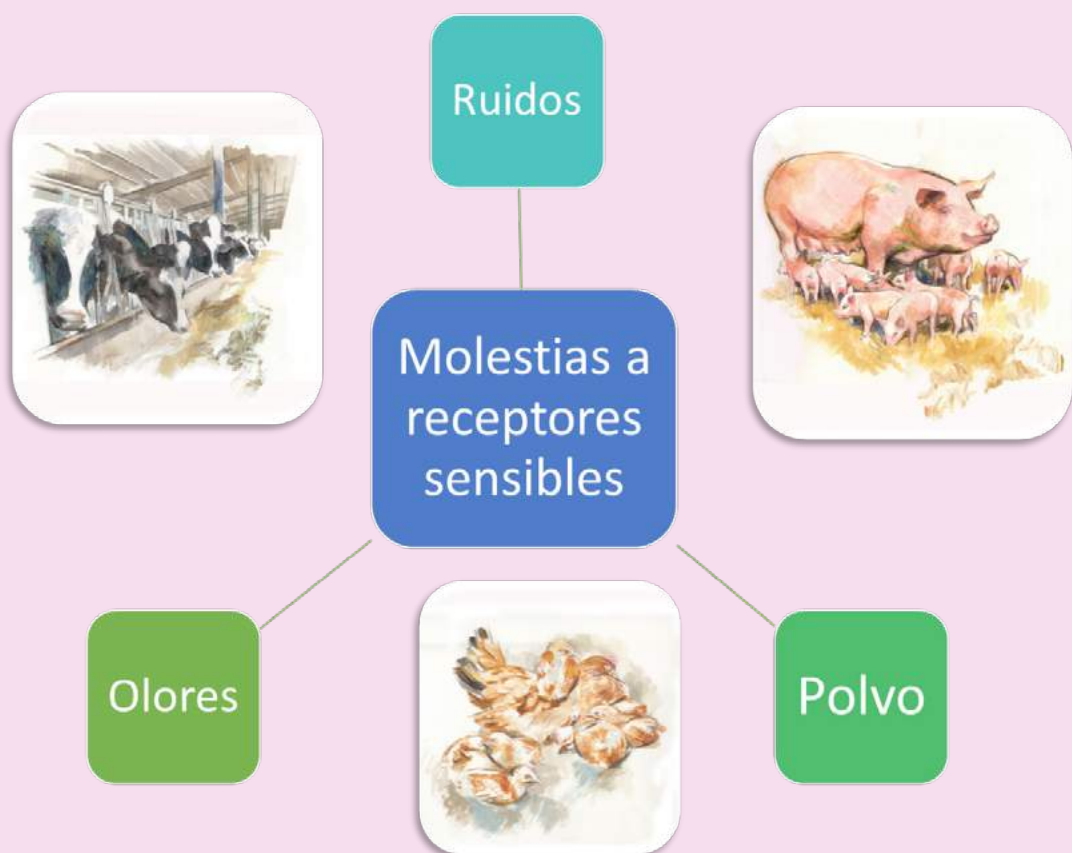 Ruidos
Molestias a
receptores
sensibles
Olores
Polvo